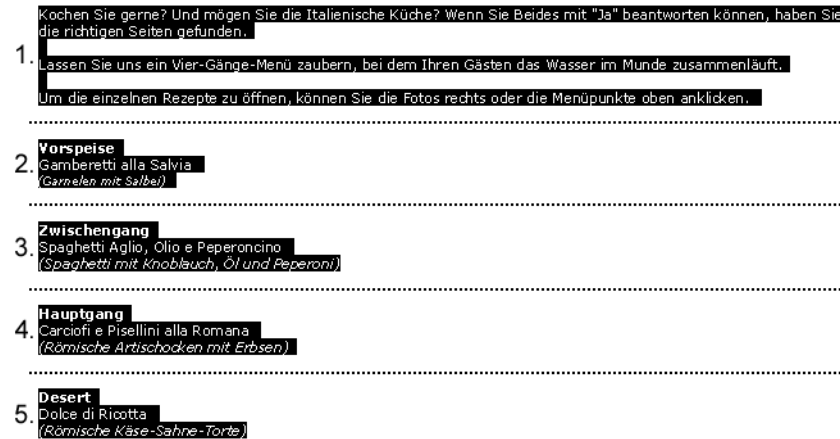 Kochen Sie gerne? Und mögen Sie die Italienische Küche? Wenn Sie Beides mit "Ja" beantworten können, haben Sie
die richtigen Seiten gefunden.
1.
Lassen Sie uns ein Vier-Gänge-Menü zaubern, bei dem Ihren Gästen das Wasser im Munde zusammenläuft.
Um die einzelnen Rezepte zu öffnen, können Sie die Fotos rechts oder die Menüpunkte oben anklicken.
Vorspeise
2. Gamberetti alla Salvia
(Garnelen mit Salbei)
Zwischengang
3. Spaghetti Aglio, Olio e Peperoncino
(Spaghetti mit Knoblauch, Öl und Peperoni)
Hauptgang
4. Carciofi e Pisellini alla Romana
(Römische Artischocken mit Erbsen)
Desert
5. Dolce di Ricotta
(Römische Käse-Sahne-Torte)